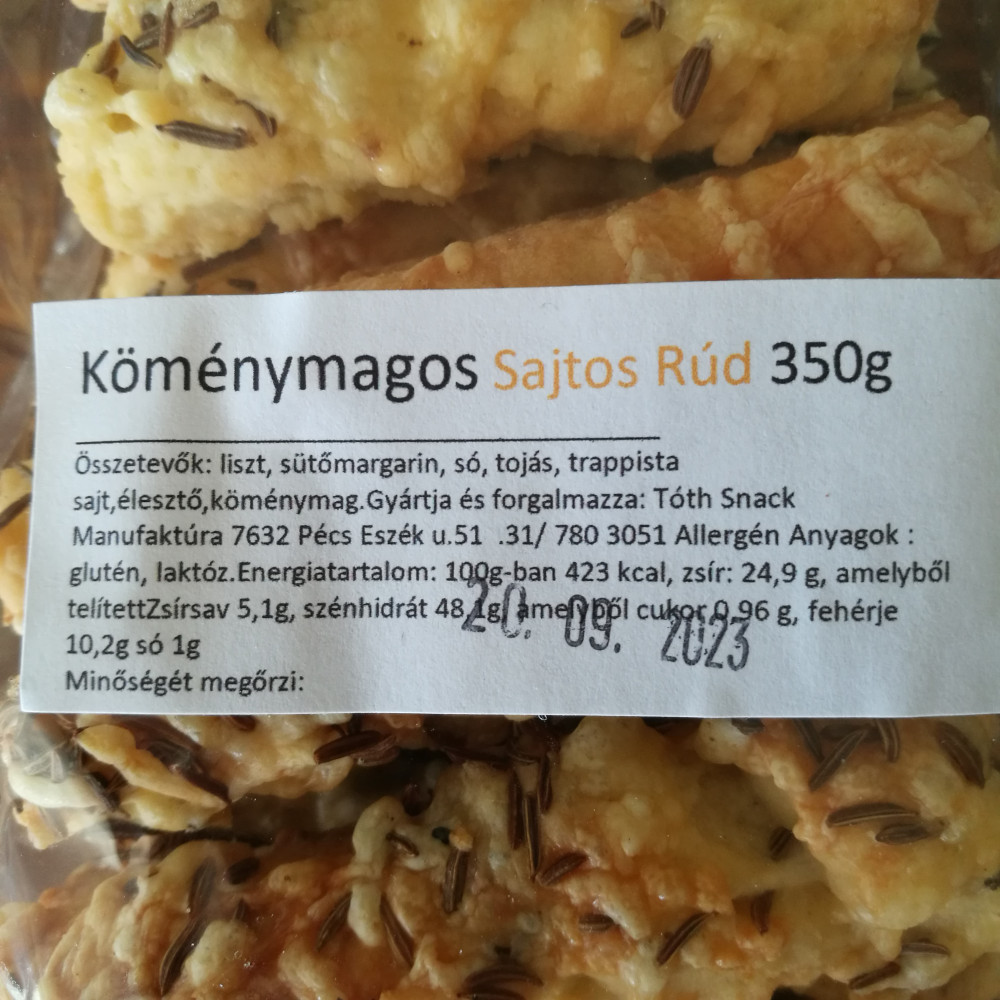 Köménymagos Sajtos Rúd 350g
Összetevők: liszt, sütőmargarin, só, tojás, trappista
sajt,élesztő,köménymag.Gyártja és forgalmazza: Tóth Snack
Manufaktúra 7632 Pécs Eszék u.51 .31/ 780 3051 Allergén Anyagok :
glutén, laktóz.Energiatartalom: 100g-ban 423 kcal, zsír: 24,9 g, amelyből
telítettZsírsav 5,1g, szénhidrát 48,1g, amelyből cukor 0,96 g, fehérje
20. 09. 2023
10,2g só 1g
Minőségét megőrzi: